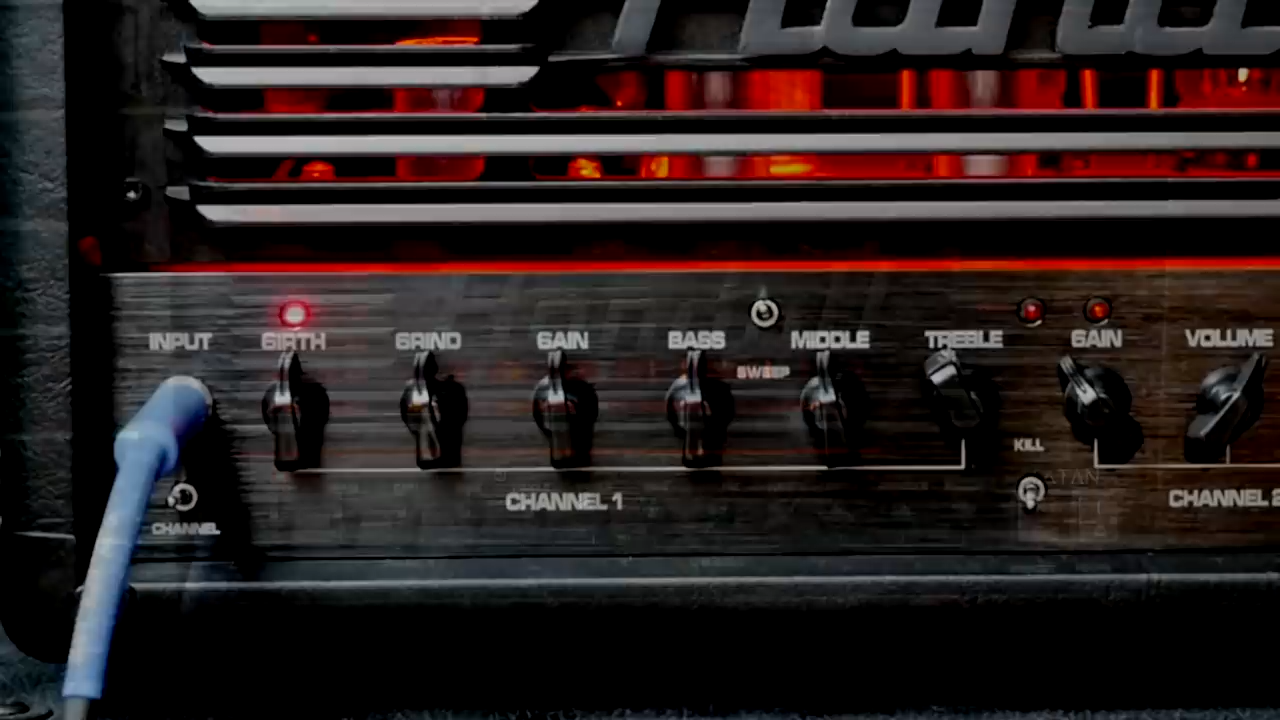 INPUT GIRTH GRIND GAIN BASS MIDDLE TREBLE GAIN VOLUME
SWEEP
KILL
CHANNEL 1
CHANNEL 2
CHANNEL